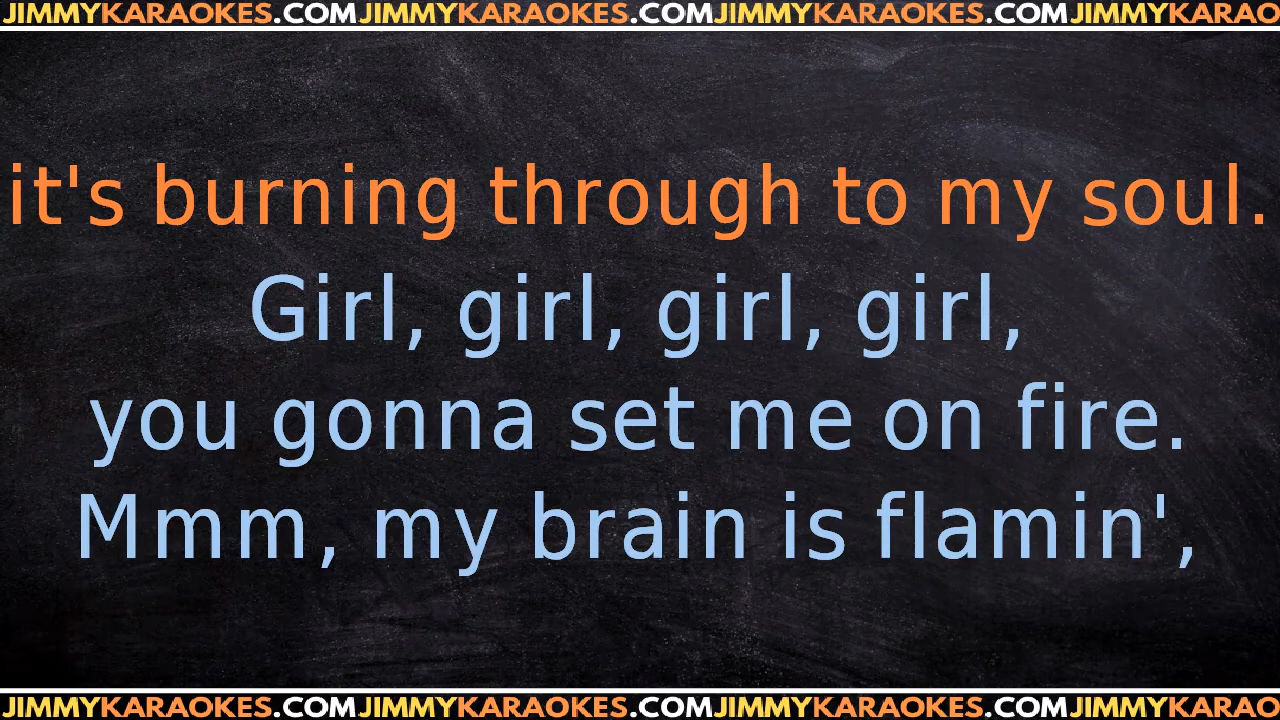 JIMMYKARAOKES.COMJIMMYKARAOKES.COMJIMMYKARAOKES.COMJIMMYKARAO
it's burning through to my soul.
Girl, girl, girl, girl,
you gonna set me on fire.
Mmm, my brain is flamin',
JIMMYKARAOKES.COMJIMMYKARAOKES.COMJIMMYKARAOKES.COMJIMMYKARAO